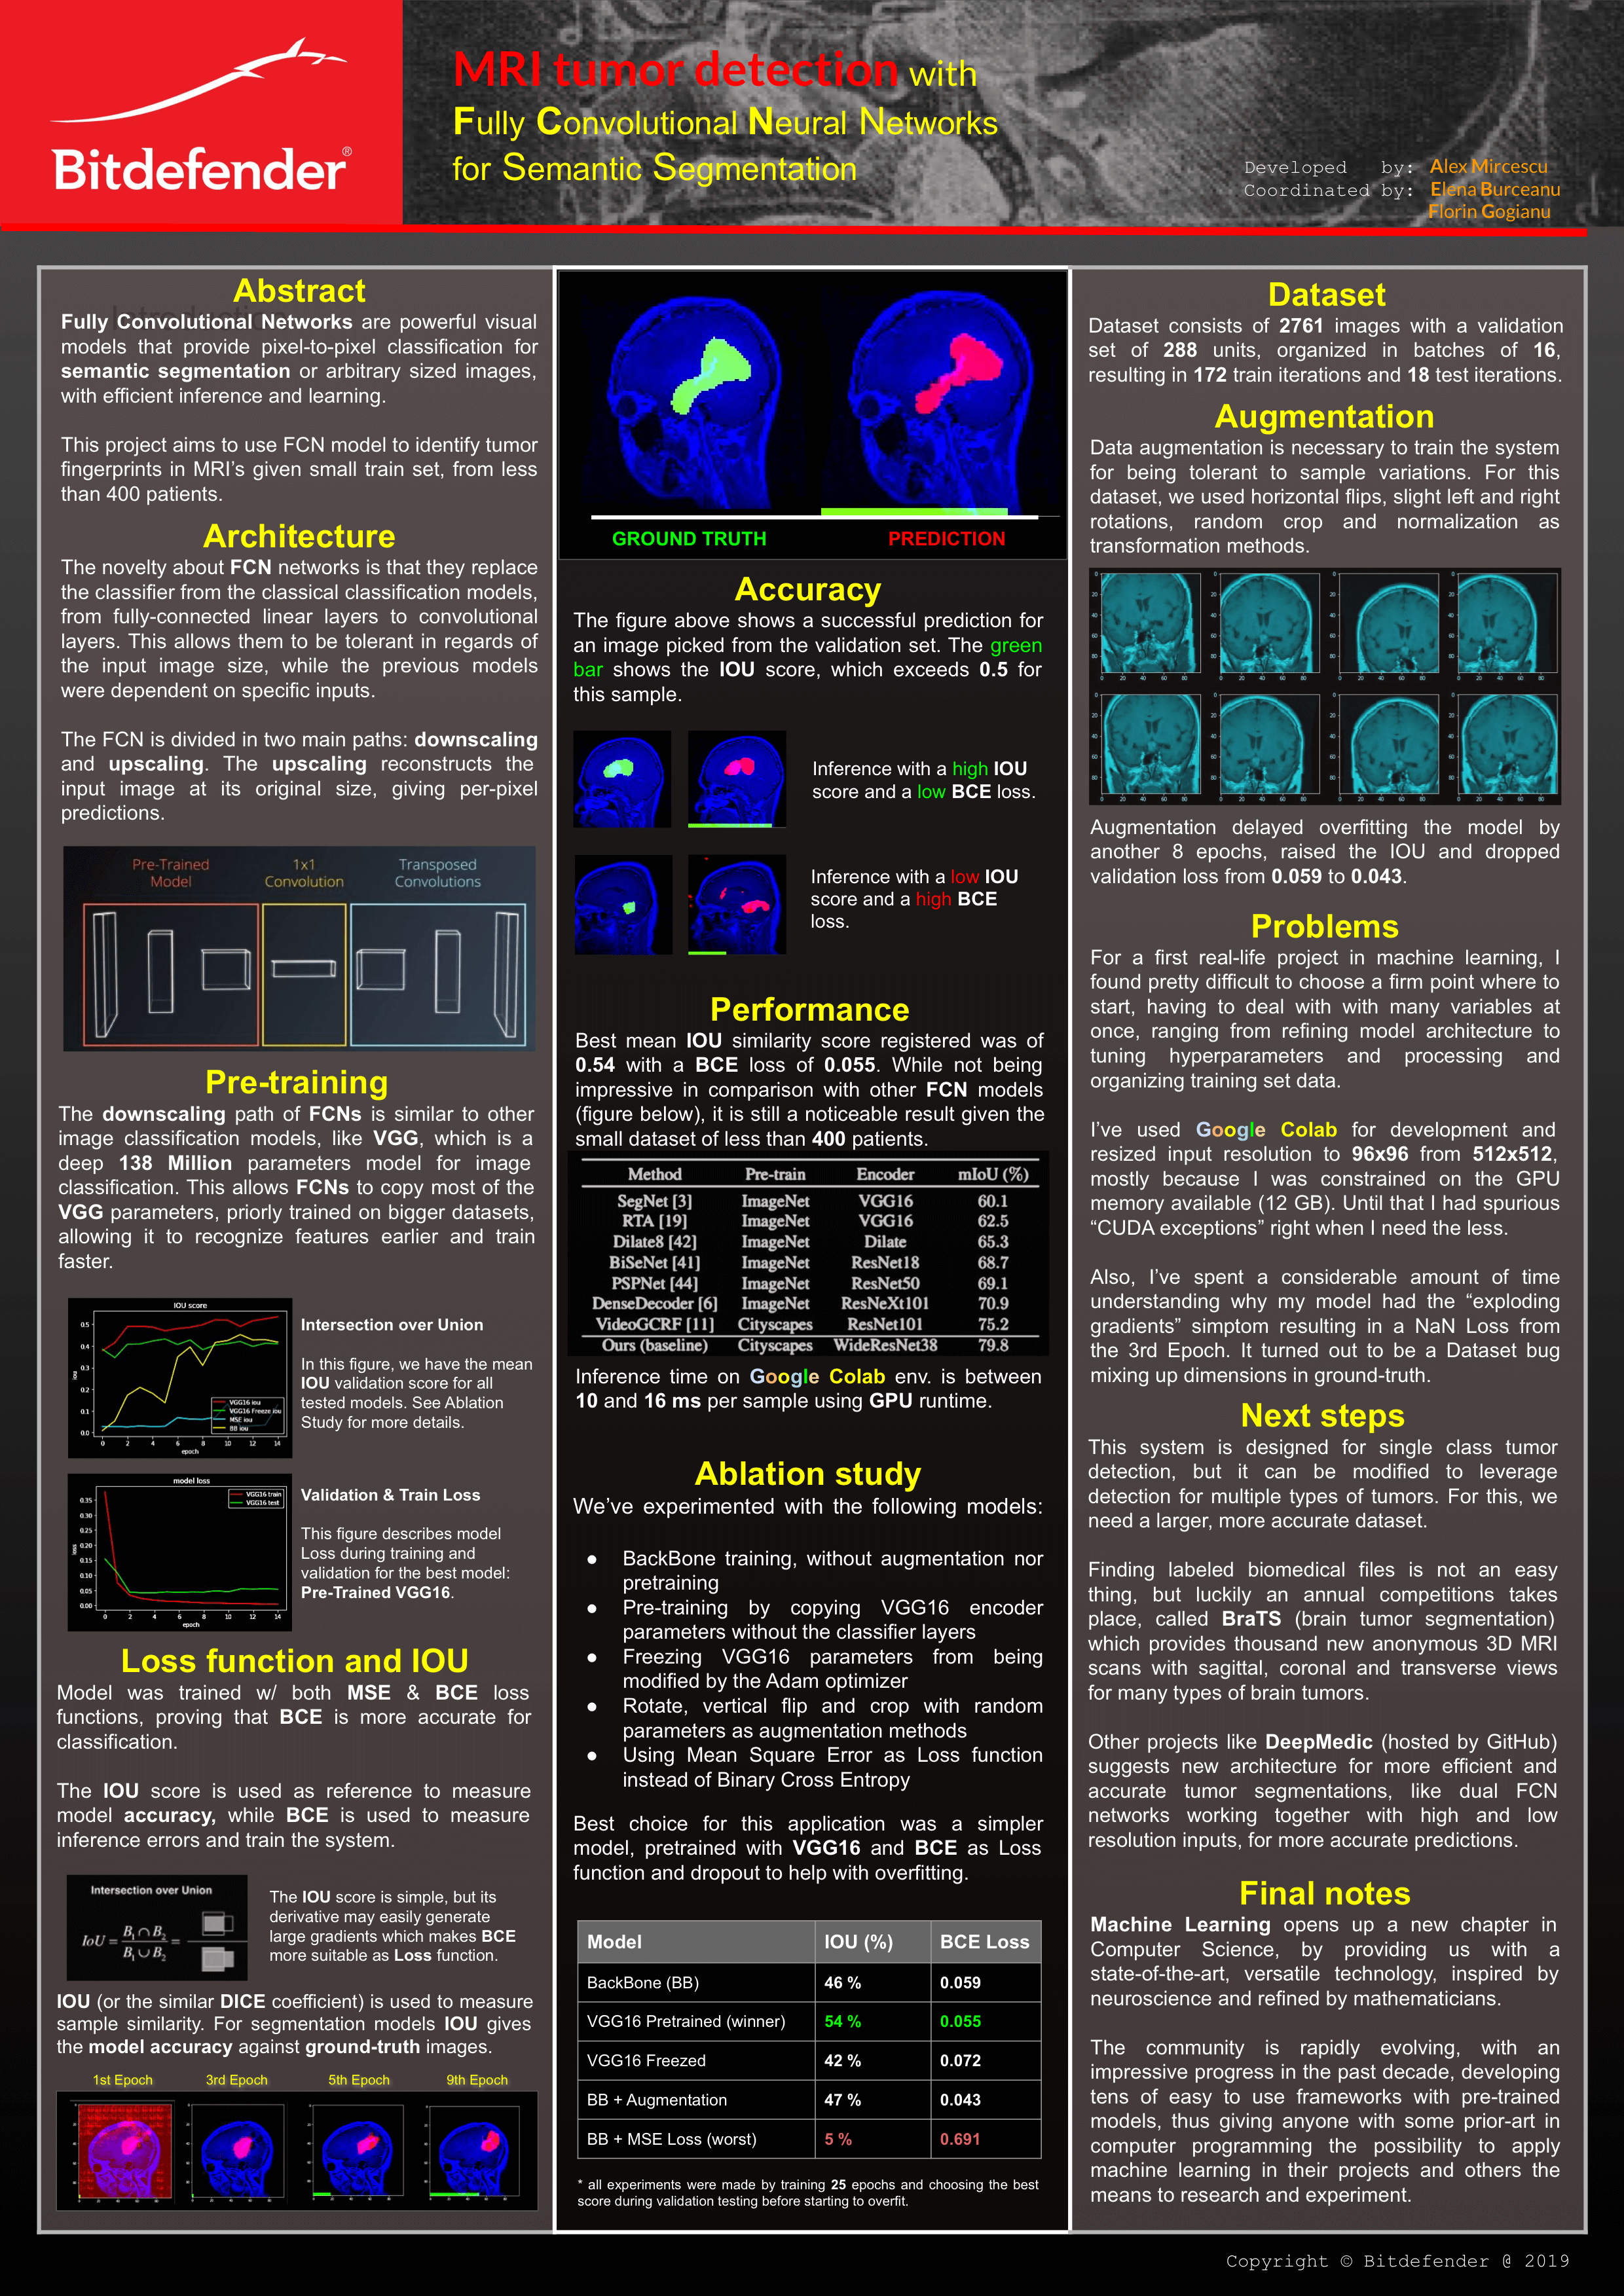 Bitdefender®
MRI tumor detection with
Fully Convolutional Neural Networks
for Semantic Segmentation
Developed by: Alex Mircescu
Coordinated by: Elena Burceanu
Florin Gogianu
Abstract
Fully Convolutional Networks are powerful visual
models that provide pixel-to-pixel classification for
semantic segmentation or arbitrary sized images,
with efficient inference and learning.
This project aims to use FCN model to identify tumor
fingerprints in MRI's given small train set, from less
than 400 patients.
Architecture
The novelty about FCN networks is that they replace
the classifier from the classical classification models,
from fully-connected linear layers to convolutional
layers. This allows them to be tolerant in regards of
the input image size, while the previous models
were dependent on specific inputs.
The FCN is divided in two main paths: downscaling
and upscaling. The upscaling reconstructs the
input image at its original size, giving per-pixel
predictions.
Pre-Trained
Model
1x1
Convolution
Transposed
Convolutions
Pre-training
The downscaling path of FCNs is similar to other
image classification models, like VGG, which is a
deep 138 Million parameters model for image
classification. This allows FCNs to copy most of the
VGG parameters, priorly trained on bigger datasets,
allowing it to recognize features earlier and train
faster.
IOU score
0.5
0.4
0.3
0.2
0.1
0.0
iou
VGG16 iou
VGG16 Freeze iou
MSE iou
BB iou
0 2 4 6 8 10 12 14
epoch
Intersection over Union
In this figure, we have the mean
IOU validation score for all
tested models. See Ablation
Study for more details.
model loss
0.35
0.30
0.25
0.20
0.15
0.10
0.05
0.00
loss
VGG16 train
VGG16 test
0 2 4 6 8 10 12 14
epoch
Validation & Train Loss
This figure describes model
Loss during training and
validation for the best model:
Pre-Trained VGG16.
Loss function and IOU
Model was trained w/ both MSE & BCE loss
functions, proving that BCE is more accurate for
classification.
The IOU score is used as reference to measure
model accuracy, while BCE is used to measure
inference errors and train the system.
Intersection over Union
IoU = B1 ∩ B2 / B1 ∪ B2 =
The IOU score is simple, but its
derivative may easily generate
large gradients which makes BCE
more suitable as Loss function.
IOU (or the similar DICE coefficient) is used to measure
sample similarity. For segmentation models IOU gives
the model accuracy against ground-truth images.
1st Epoch 3rd Epoch 5th Epoch 9th Epoch
GROUND TRUTH PREDICTION
Accuracy
The figure above shows a successful prediction for
an image picked from the validation set. The green
bar shows the IOU score, which exceeds 0.5 for
this sample.
Inference with a high IOU
score and a low BCE loss.
Inference with a low IOU
score and a high BCE
loss.
Performance
Best mean IOU similarity score registered was of
0.54 with a BCE loss of 0.055. While not being
impressive in comparison with other FCN models
(figure below), it is still a noticeable result given the
small dataset of less than 400 patients.
Method Pre-train Encoder mIoU (%)
SegNet [3] ImageNet VGG16 60.1
RTA [19] ImageNet VGG16 62.5
Dilate8 [42] ImageNet Dilate 65.3
BiSeNet [41] ImageNet ResNet18 68.7
PSPNet [44] ImageNet ResNet50 69.1
DenseDecoder [6] ImageNet ResNeXt101 70.9
VideoGCRF [11] Cityscapes ResNet101 75.2
Ours (baseline) Cityscapes WideResNet38 79.8
Inference time on Google Colab env. is between
10 and 16 ms per sample using GPU runtime.
Ablation study
We've experimented with the following models:
● BackBone training, without augmentation nor
pretraining
● Pre-training by copying VGG16 encoder
parameters without the classifier layers
● Freezing VGG16 parameters from being
modified by the Adam optimizer
● Rotate, vertical flip and crop with random
parameters as augmentation methods
● Using Mean Square Error as Loss function
instead of Binary Cross Entropy
Best choice for this application was a simpler
model, pretrained with VGG16 and BCE as Loss
function and dropout to help with overfitting.
Model IOU (%) BCE Loss
BackBone (BB) 46 % 0.059
VGG16 Pretrained (winner) 54 % 0.055
VGG16 Freezed 42 % 0.072
BB + Augmentation 47 % 0.043
BB + MSE Loss (worst) 5 % 0.691
* all experiments were made by training 25 epochs and choosing the best
score during validation testing before starting to overfit.
Dataset
Dataset consists of 2761 images with a validation
set of 288 units, organized in batches of 16,
resulting in 172 train iterations and 18 test iterations.
Augmentation
Data augmentation is necessary to train the system
for being tolerant to sample variations. For this
dataset, we used horizontal flips, slight left and right
rotations, random crop and normalization as
transformation methods.
Augmentation delayed overfitting the model by
another 8 epochs, raised the IOU and dropped
validation loss from 0.059 to 0.043.
Problems
For a first real-life project in machine learning, I
found pretty difficult to choose a firm point where to
start, having to deal with with many variables at
once, ranging from refining model architecture to
tuning hyperparameters and processing and
organizing training set data.
I've used Google Colab for development and
resized input resolution to 96x96 from 512x512,
mostly because I was constrained on the GPU
memory available (12 GB). Until that I had spurious
“CUDA exceptions” right when I need the less.
Also, I've spent a considerable amount of time
understanding why my model had the “exploding
gradients” simptom resulting in a NaN Loss from
the 3rd Epoch. It turned out to be a Dataset bug
mixing up dimensions in ground-truth.
Next steps
This system is designed for single class tumor
detection, but it can be modified to leverage
detection for multiple types of tumors. For this, we
need a larger, more accurate dataset.
Finding labeled biomedical files is not an easy
thing, but luckily an annual competitions takes
place, called BraTS (brain tumor segmentation)
which provides thousand new anonymous 3D MRI
scans with sagittal, coronal and transverse views
for many types of brain tumors.
Other projects like DeepMedic (hosted by GitHub)
suggests new architecture for more efficient and
accurate tumor segmentations, like dual FCN
networks working together with high and low
resolution inputs, for more accurate predictions.
Final notes
Machine Learning opens up a new chapter in
Computer Science, by providing us with a
state-of-the-art, versatile technology, inspired by
neuroscience and refined by mathematicians.
The community is rapidly evolving, with an
impressive progress in the past decade, developing
tens of easy to use frameworks with pre-trained
models, thus giving anyone with some prior-art in
computer programming the possibility to apply
machine learning in their projects and others the
means to research and experiment.
Copyright © Bitdefender @ 2019